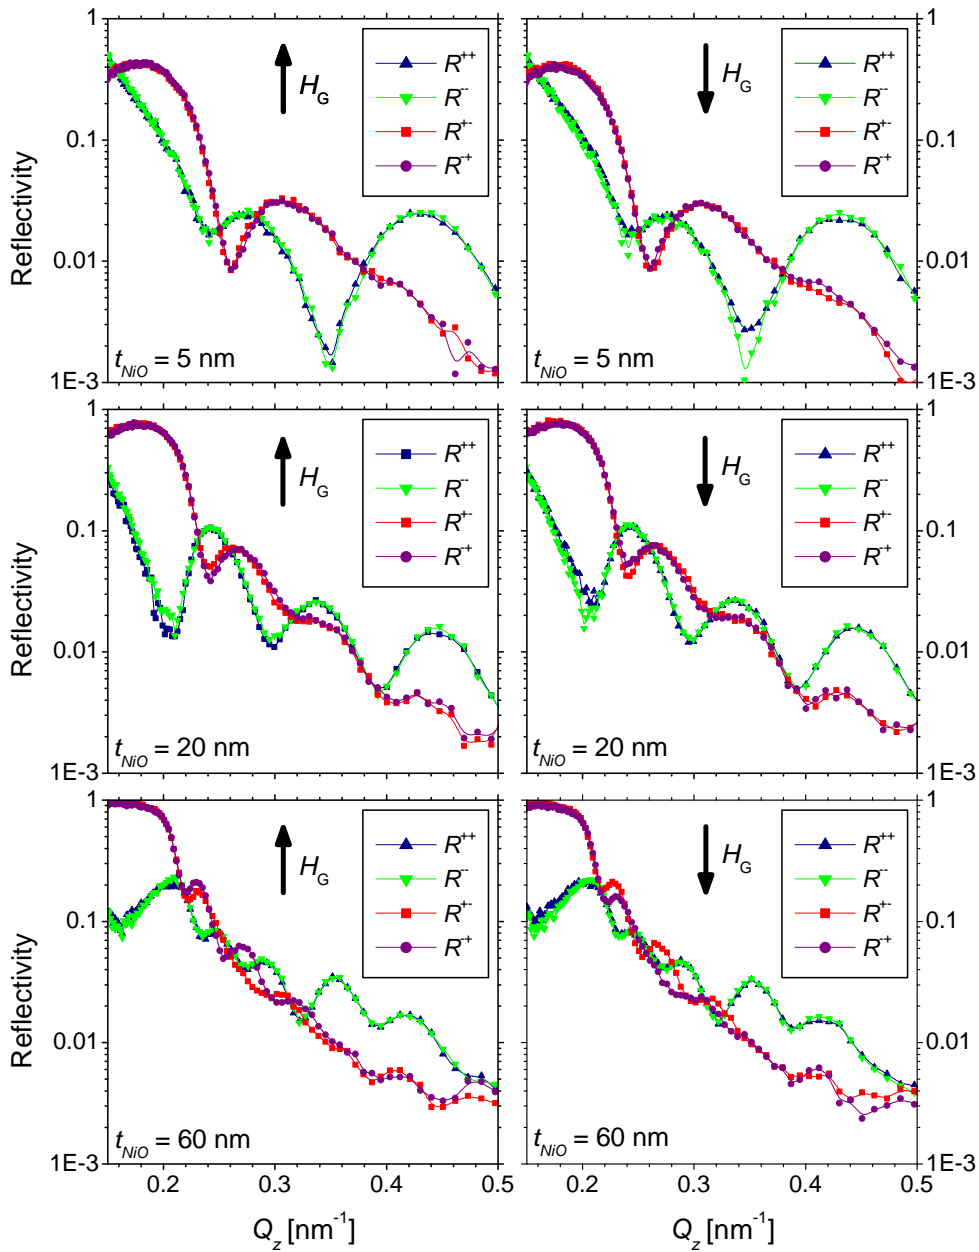 Reflectivity
1
0.1
0.01
1E-3
H_G
R⁺⁺
R⁻⁻
R⁺⁻
R⁻⁺
t_NiO = 5 nm
H_G
R⁺⁺
R⁻⁻
R⁺⁻
R⁻⁺
t_NiO = 5 nm
1
0.1
0.01
1E-3
Reflectivity
1
0.1
0.01
1E-3
H_G
R⁺⁺
R⁻⁻
R⁺⁻
R⁻⁺
t_NiO = 20 nm
H_G
R⁺⁺
R⁻⁻
R⁺⁻
R⁻⁺
t_NiO = 20 nm
1
0.1
0.01
1E-3
Reflectivity
1
0.1
0.01
1E-3
H_G
R⁺⁺
R⁻⁻
R⁺⁻
R⁻⁺
t_NiO = 60 nm
H_G
R⁺⁺
R⁻⁻
R⁺⁻
R⁻⁺
t_NiO = 60 nm
1
0.1
0.01
1E-3
0.2 0.3 0.4 0.5
0.2 0.3 0.4 0.5
Q_z [nm⁻¹]
Q_z [nm⁻¹]